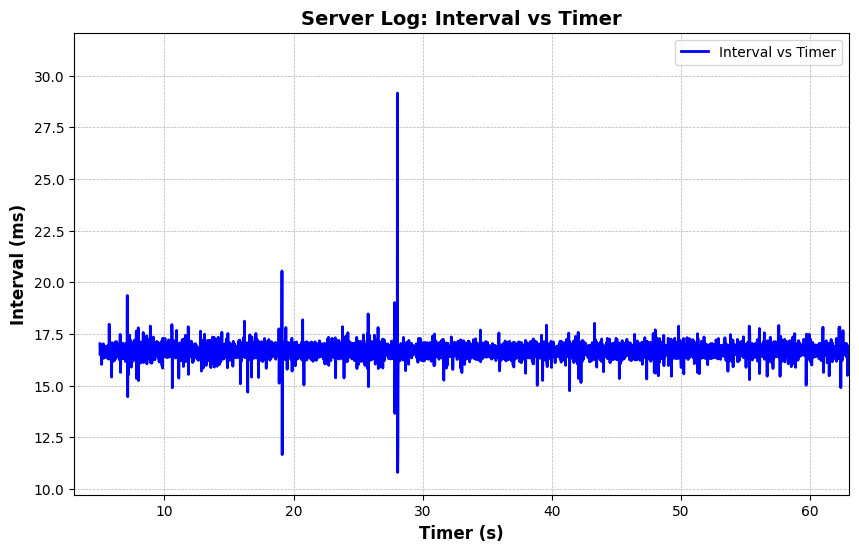 Server Log: Interval vs Timer
Interval vs Timer
30.0
27.5
25.0
22.5
20.0
17.5
15.0
12.5
10.0
Interval (ms)
10 20 30 40 50 60
Timer (s)